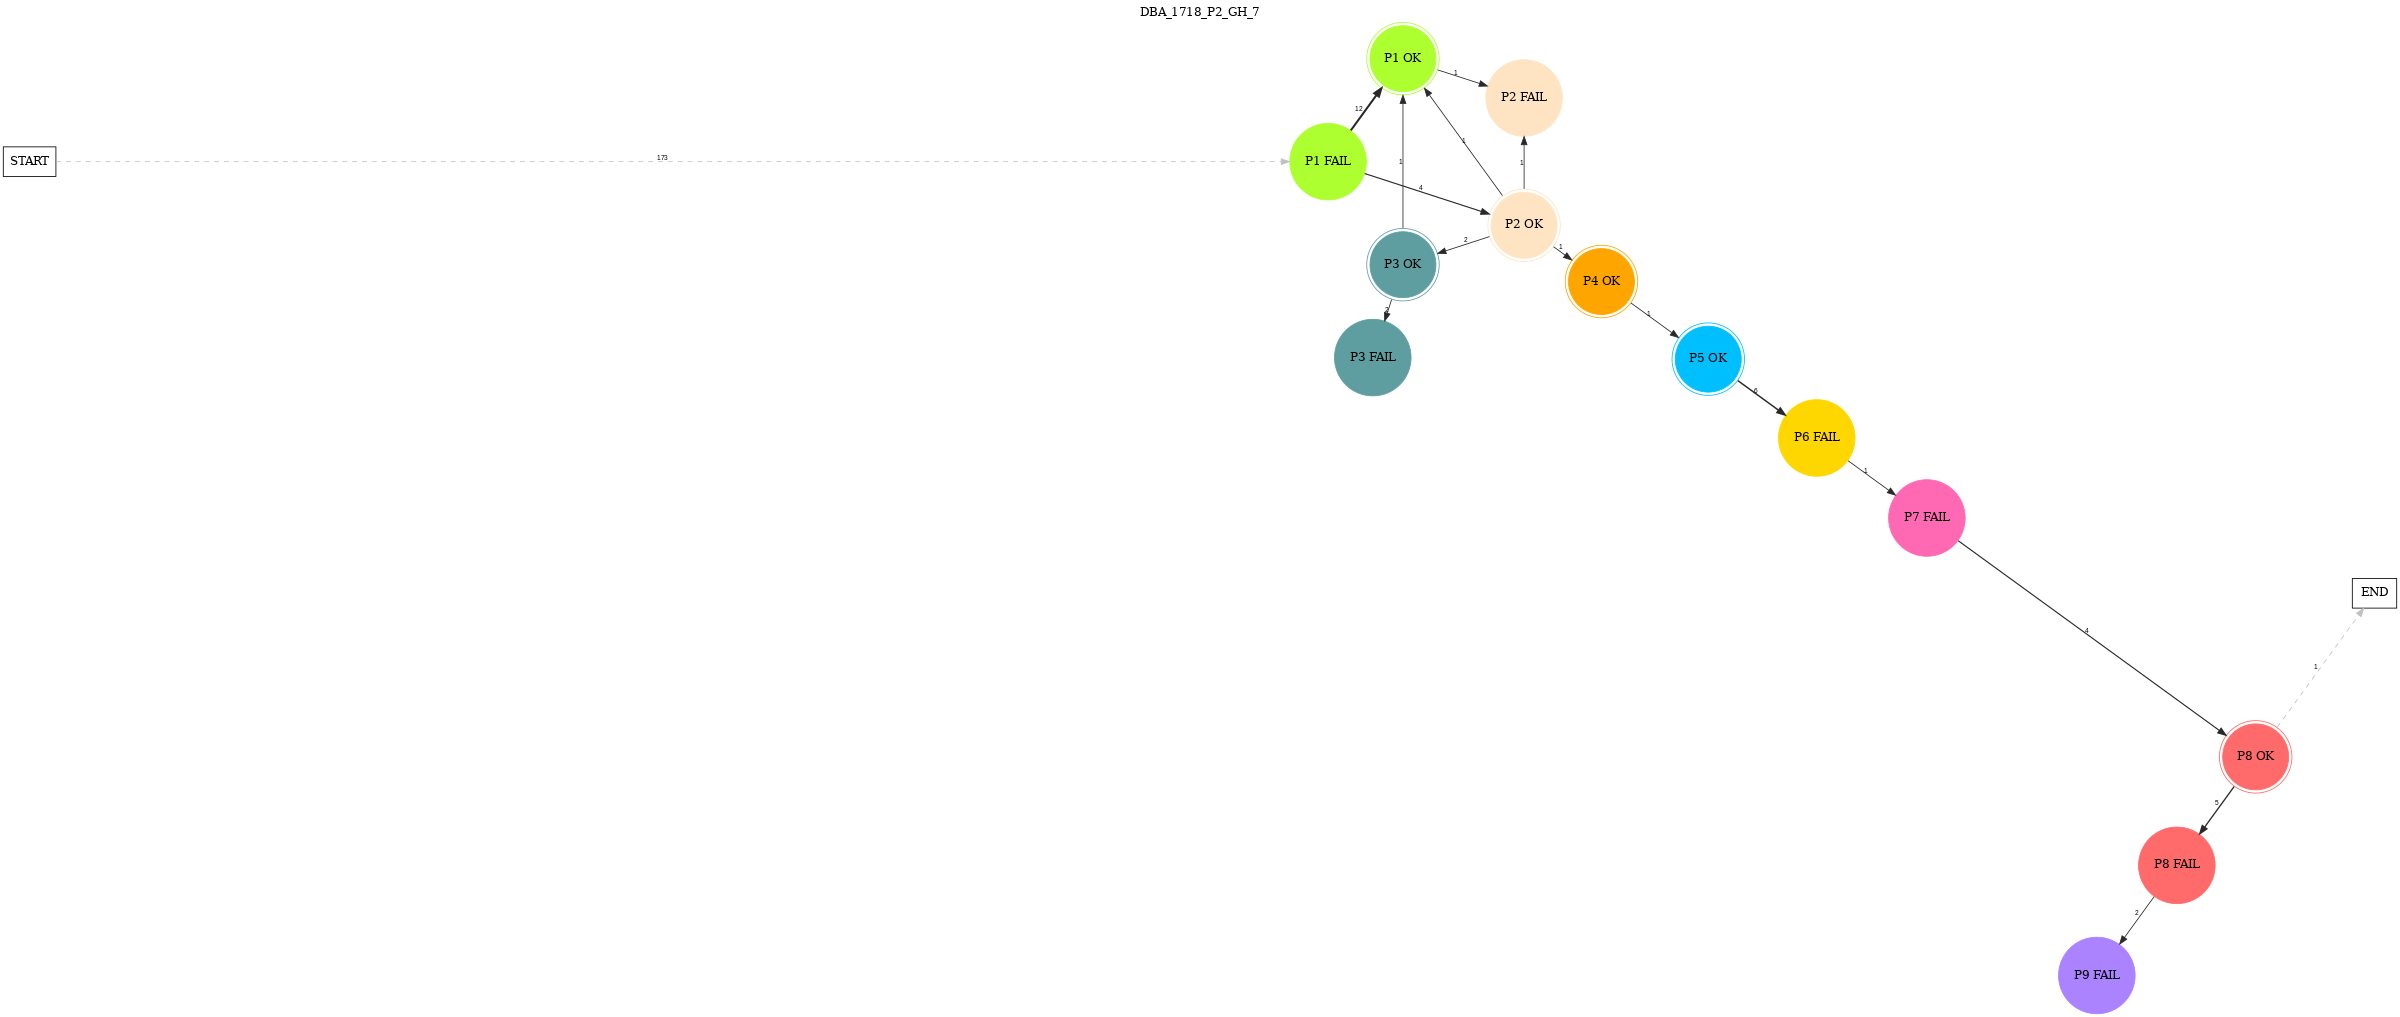 DBA_1718_P2_GH_7
P1 OK
1
P2 FAIL
12
START
173
P1 FAIL
1
1
1
4
P2 OK
2
1
P3 OK
P4 OK
1
P3 FAIL
P5 OK
6
P6 FAIL
1
P7 FAIL
END
4
1
P8 OK
5
P8 FAIL
2
P9 FAIL